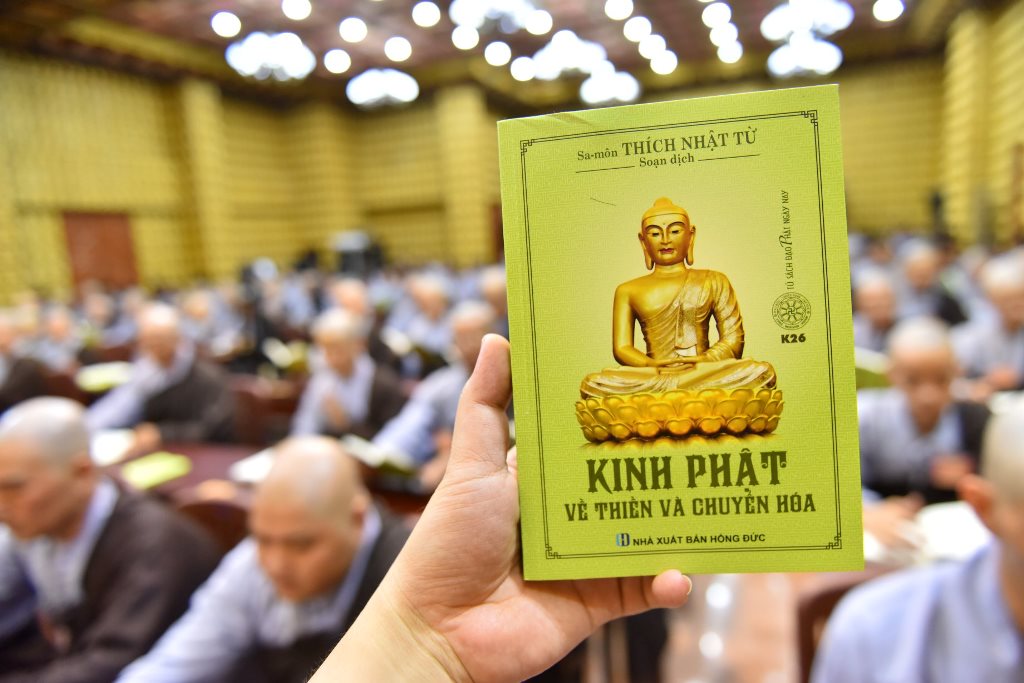 Sa-môn THÍCH NHẬT TỪ
Soạn dịch
TỦ SÁCH ĐẠO PHẬT NGÀY NAY
K26
KINH PHẬT
VỀ THIỀN VÀ CHUYỂN HÓA
NHÀ XUẤT BẢN HỒNG ĐỨC